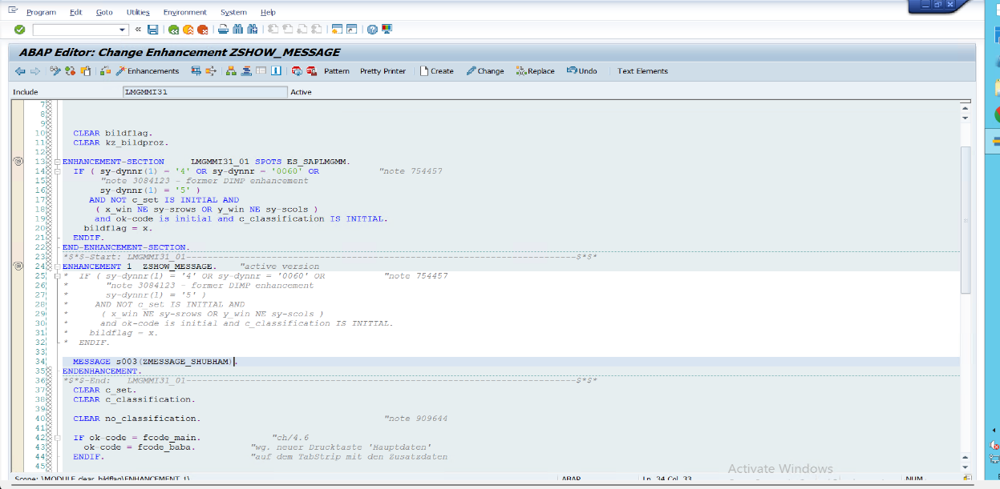 Program Edit Goto Utilities Environment System Help
ABAP Editor: Change Enhancement ZSHOW_MESSAGE
Enhancements Pattern Pretty Printer Create Change Replace Undo Text Elements
Include LMGMMI31 Active
7
8
9
10 CLEAR bildflag.
11 CLEAR kz_bildproz.
12
13 ENHANCEMENT-SECTION LMGMMI31_01 SPOTS ES_SAPLMGMM.
14 IF ( sy-dynnr(1) = '4' OR sy-dynnr = '0060' OR "note 754457
15 "note 3084123 - former DIMP enhancement
16 sy-dynnr(1) = '5' )
17 AND NOT c_set IS INITIAL AND
18 ( x_win NE sy-srows OR y_win NE sy-scols )
19 and ok-code is initial and c_classification IS INITIAL.
20 bildflag = x.
21 ENDIF.
22 END-ENHANCEMENT-SECTION.
23 *$*$-Start: LMGMMI31_01---------------------------------------------------------------------------$*$*
24 ENHANCEMENT 1 ZSHOW_MESSAGE. "active version
25 * IF ( sy-dynnr(1) = '4' OR sy-dynnr = '0060' OR "note 754457
26 * "note 3084123 - former DIMP enhancement
27 * sy-dynnr(1) = '5' )
28 * AND NOT c_set IS INITIAL AND
29 * ( x_win NE sy-srows OR y_win NE sy-scols )
30 * and ok-code is initial and c_classification IS INITIAL.
31 * bildflag = x.
32 * ENDIF.
33
34 MESSAGE s003(ZMESSAGE_SHUBHAM).
35 ENDENHANCEMENT.
36 *$*$-End: LMGMMI31_01---------------------------------------------------------------------------$*$*
37 CLEAR c_set.
38 CLEAR c_classification.
39
40 CLEAR no_classification. "note 909644
41
42 IF ok-code = fcode_main. "ch/4.6
43 ok-code = fcode_baba. "wg. neuer Drucktaste 'Hauptdaten'
44 ENDIF. "auf dem TabStrip mit den Zusatzdaten
45
Activate Windows
Scope: \MODULE clear_bildflag\ENHANCEMENT 1\ ABAP Ln 34 Col 33 NUM